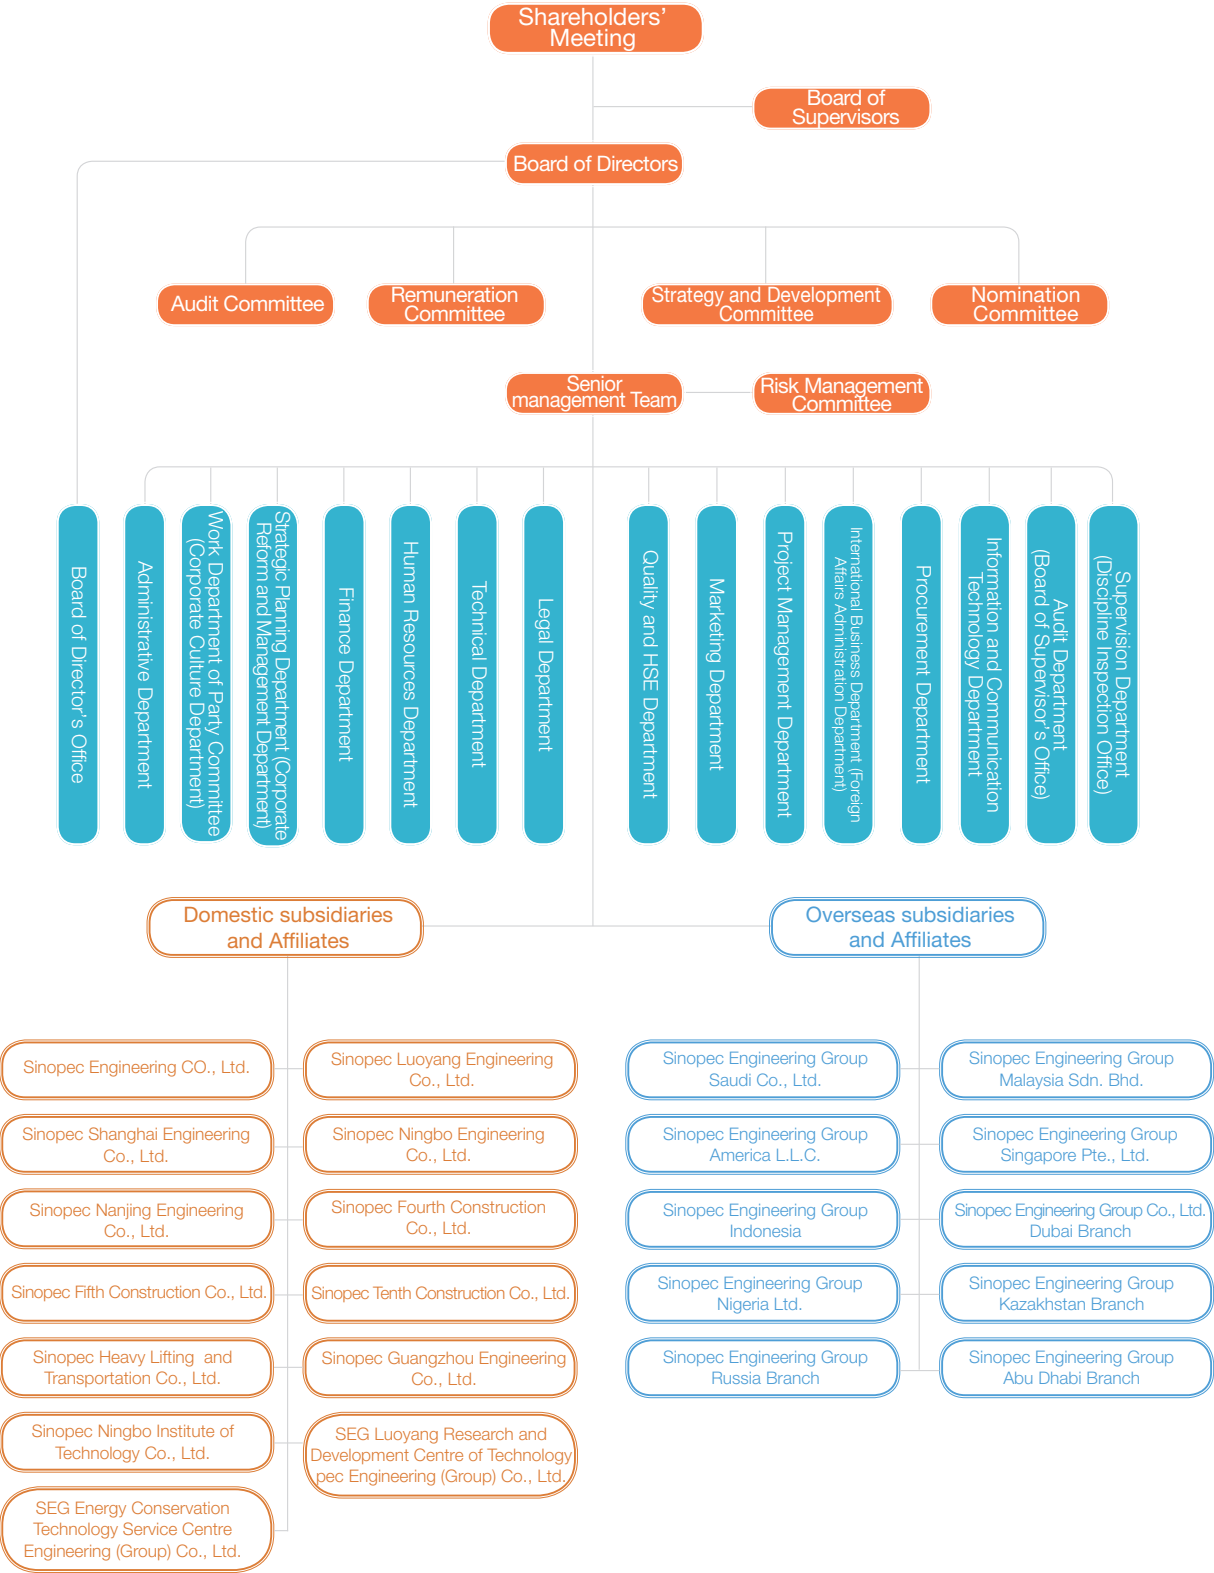 Shareholders’
Meeting
Board of
Supervisors
Board of Directors
Audit Committee
Remuneration
Committee
Strategy and Development
Committee
Nomination
Committee
Senior
management Team
Risk Management
Committee
Board of Director’s Office
Administrative Department
Work Department of Party Committee
(Corporate Culture Department)
Strategic Planning Department (Corporate
Reform and Management Department)
Finance Department
Human Resources Department
Technical Department
Legal Department
Quality and HSE Department
Marketing Department
Project Management Department
International Business Department (Foreign
Affairs Administration Department)
Procurement Department
Information and Communication
Technology Department
Audit Department
(Board of Supervisor’s Office)
Supervision Department
(Discipline Inspection Office)
Domestic subsidiaries
and Affiliates
Overseas subsidiaries
and Affiliates
Sinopec Engineering CO., Ltd.
Sinopec Luoyang Engineering
Co., Ltd.
Sinopec Shanghai Engineering
Co., Ltd.
Sinopec Ningbo Engineering
Co., Ltd.
Sinopec Nanjing Engineering
Co., Ltd.
Sinopec Fourth Construction
Co., Ltd.
Sinopec Fifth Construction Co., Ltd.
Sinopec Tenth Construction Co., Ltd.
Sinopec Heavy Lifting and
Transportation Co., Ltd.
Sinopec Guangzhou Engineering
Co., Ltd.
Sinopec Ningbo Institute of
Technology Co., Ltd.
SEG Luoyang Research and
Development Centre of Technology
pec Engineering (Group) Co., Ltd.
SEG Energy Conservation
Technology Service Centre
Engineering (Group) Co., Ltd.
Sinopec Engineering Group
Saudi Co., Ltd.
Sinopec Engineering Group
Malaysia Sdn. Bhd.
Sinopec Engineering Group
America L.L.C.
Sinopec Engineering Group
Singapore Pte., Ltd.
Sinopec Engineering Group
Indonesia
Sinopec Engineering Group Co., Ltd.
Dubai Branch
Sinopec Engineering Group
Nigeria Ltd.
Sinopec Engineering Group
Kazakhstan Branch
Sinopec Engineering Group
Russia Branch
Sinopec Engineering Group
Abu Dhabi Branch